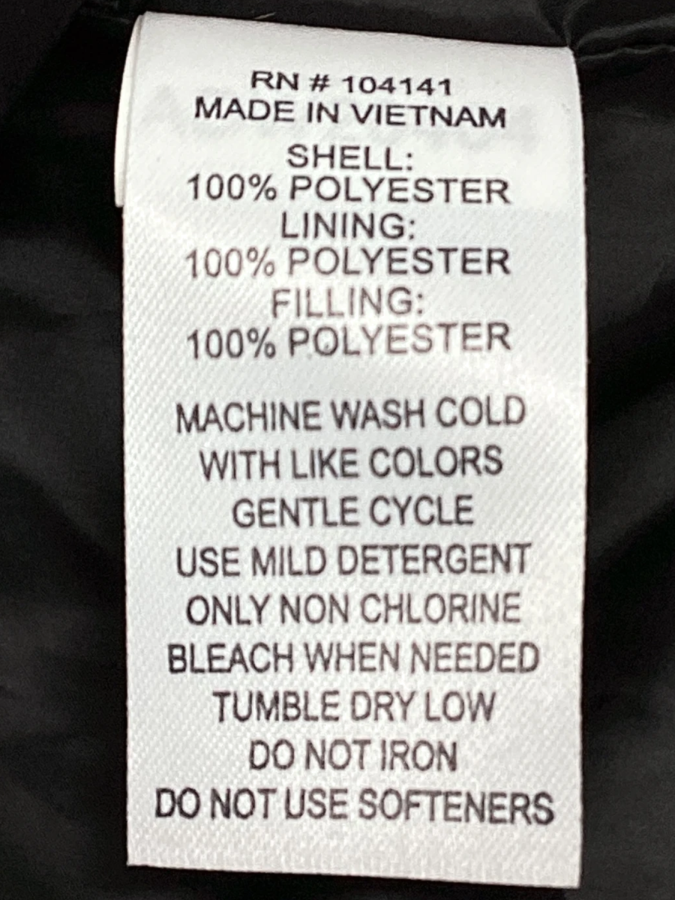 RN # 104141
MADE IN VIETNAM
SHELL:
100% POLYESTER
LINING:
100% POLYESTER
FILLING:
100% POLYESTER
MACHINE WASH COLD
WITH LIKE COLORS
GENTLE CYCLE
USE MILD DETERGENT
ONLY NON CHLORINE
BLEACH WHEN NEEDED
TUMBLE DRY LOW
DO NOT IRON
DO NOT USE SOFTENERS